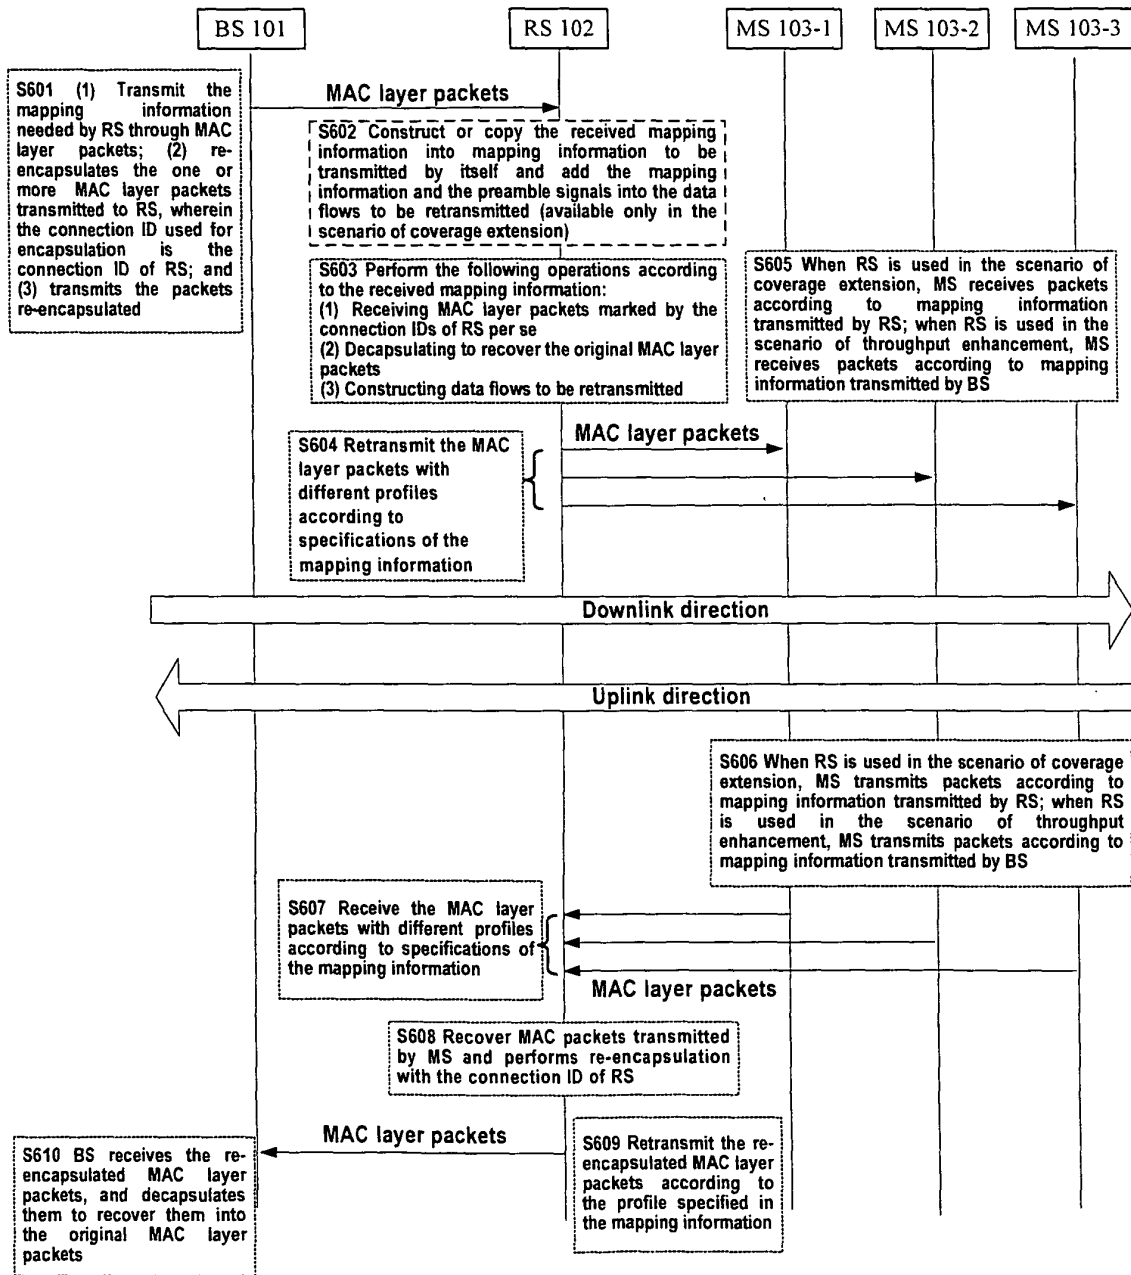 BS 101
RS 102
MS 103-1
MS 103-2
MS 103-3
S601 (1) Transmit the
mapping information
needed by RS through MAC
layer packets; (2) re-
encapsulates the one or
more MAC layer packets
transmitted to RS, wherein
the connection ID used for
encapsulation is the
connection ID of RS; and
(3) transmits the packets
re-encapsulated
MAC layer packets
S602 Construct or copy the received mapping
information into mapping information to be
transmitted by itself and add the mapping
information and the preamble signals into the data
flows to be retransmitted (available only in the
scenario of coverage extension)
S603 Perform the following operations according
to the received mapping information:
(1) Receiving MAC layer packets marked by the
connection IDs of RS per se
(2) Decapsulating to recover the original MAC layer
packets
(3) Constructing data flows to be retransmitted
S605 When RS is used in the scenario of
coverage extension, MS receives packets
according to mapping information
transmitted by RS; when RS is used in the
scenario of throughput enhancement, MS
receives packets according to mapping
information transmitted by BS
S604 Retransmit the MAC
layer packets with
different profiles
according to
specifications of the
mapping information
MAC layer packets
Downlink direction
Uplink direction
S606 When RS is used in the scenario of coverage
extension, MS transmits packets according to
mapping information transmitted by RS; when RS
is used in the scenario of throughput
enhancement, MS transmits packets according to
mapping information transmitted by BS
S607 Receive the MAC layer
packets with different profiles
according to specifications of
the mapping information
MAC layer packets
S608 Recover MAC packets transmitted
by MS and performs re-encapsulation
with the connection ID of RS
MAC layer packets
S609 Retransmit the re-
encapsulated MAC layer
packets according to
the profile specified in
the mapping information
S610 BS receives the re-
encapsulated MAC layer
packets, and decapsulates
them to recover them into
the original MAC layer
packets